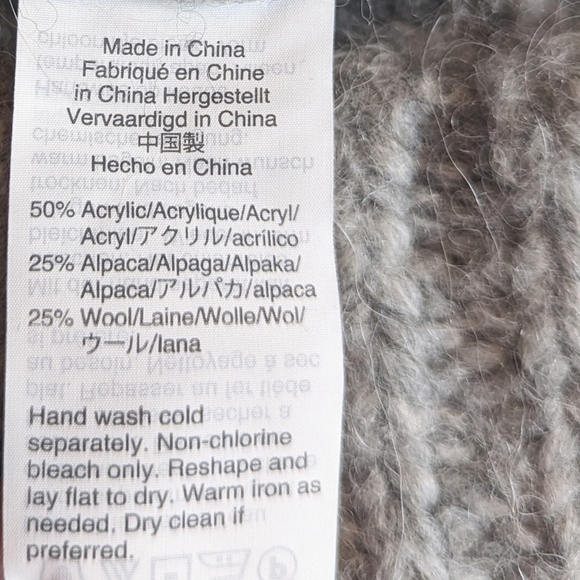 Made in China
Fabriqué en Chine
in China Hergestellt
Vervaardigd in China
中国製
Hecho en China
50% Acrylic/Acrylique/Acryl/
Acryl/アクリル/acrilico
25% Alpaca/Alpaga/Alpaka/
Alpaca/アルパカ/alpaca
25% Wool/Laine/Wolle/Wol/
ウール/lana
Hand wash cold
separately. Non-chlorine
bleach only. Reshape and
lay flat to dry. Warm iron as
needed. Dry clean if
preferred.